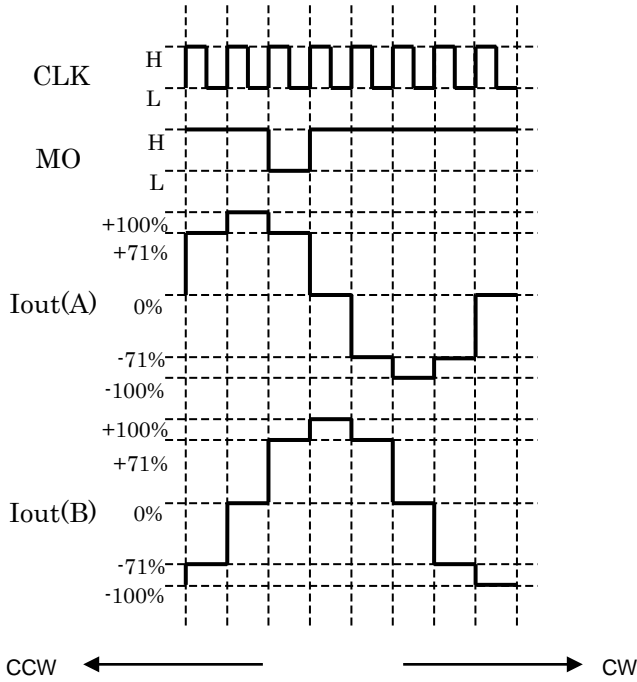 CLK
H
L
MO
H
L
Iout(A)
+100%
+71%
0%
-71%
-100%
Iout(B)
+100%
+71%
0%
-71%
-100%
CCW
CW